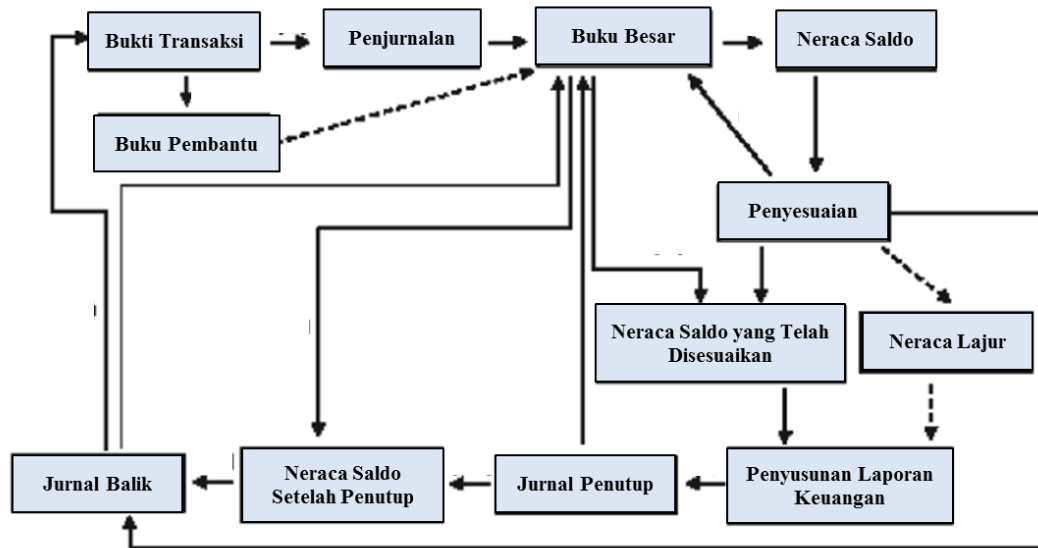 Bukti Transaksi
Penjurnalan
Buku Besar
Neraca Saldo
Buku Pembantu
Penyesuaian
Neraca Saldo yang Telah
Disesuaikan
Neraca Lajur
Jurnal Balik
Neraca Saldo
Setelah Penutup
Jurnal Penutup
Penyusunan Laporan
Keuangan